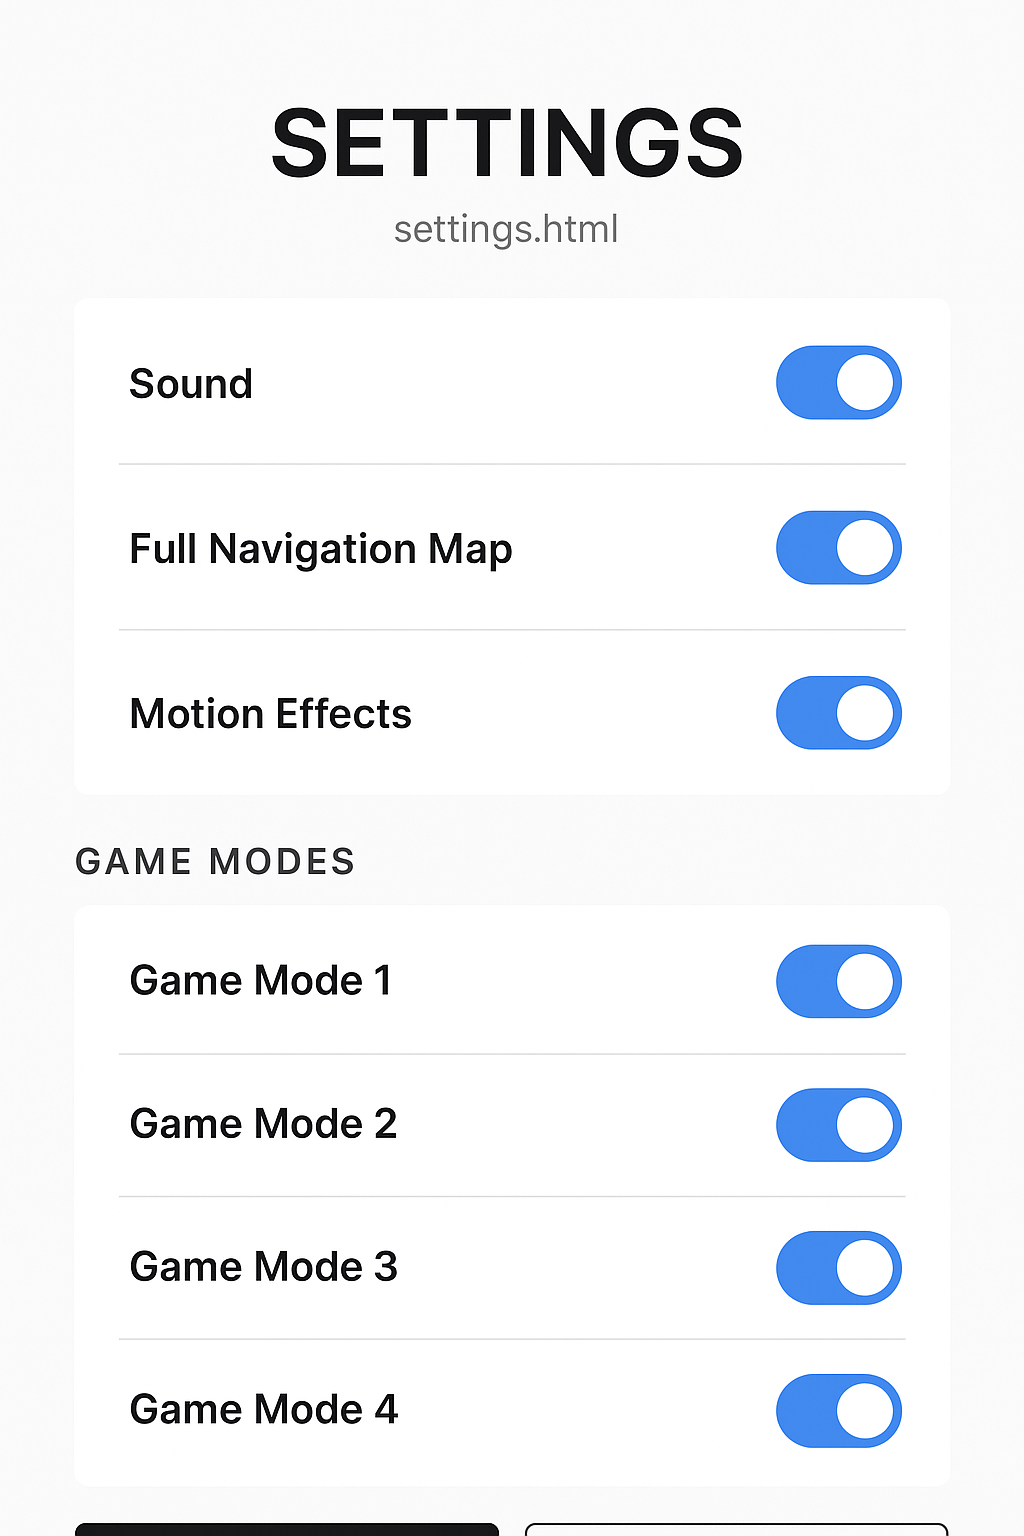 SETTINGS
settings.html
Sound
Full Navigation Map
Motion Effects
GAME MODES
Game Mode 1
Game Mode 2
Game Mode 3
Game Mode 4